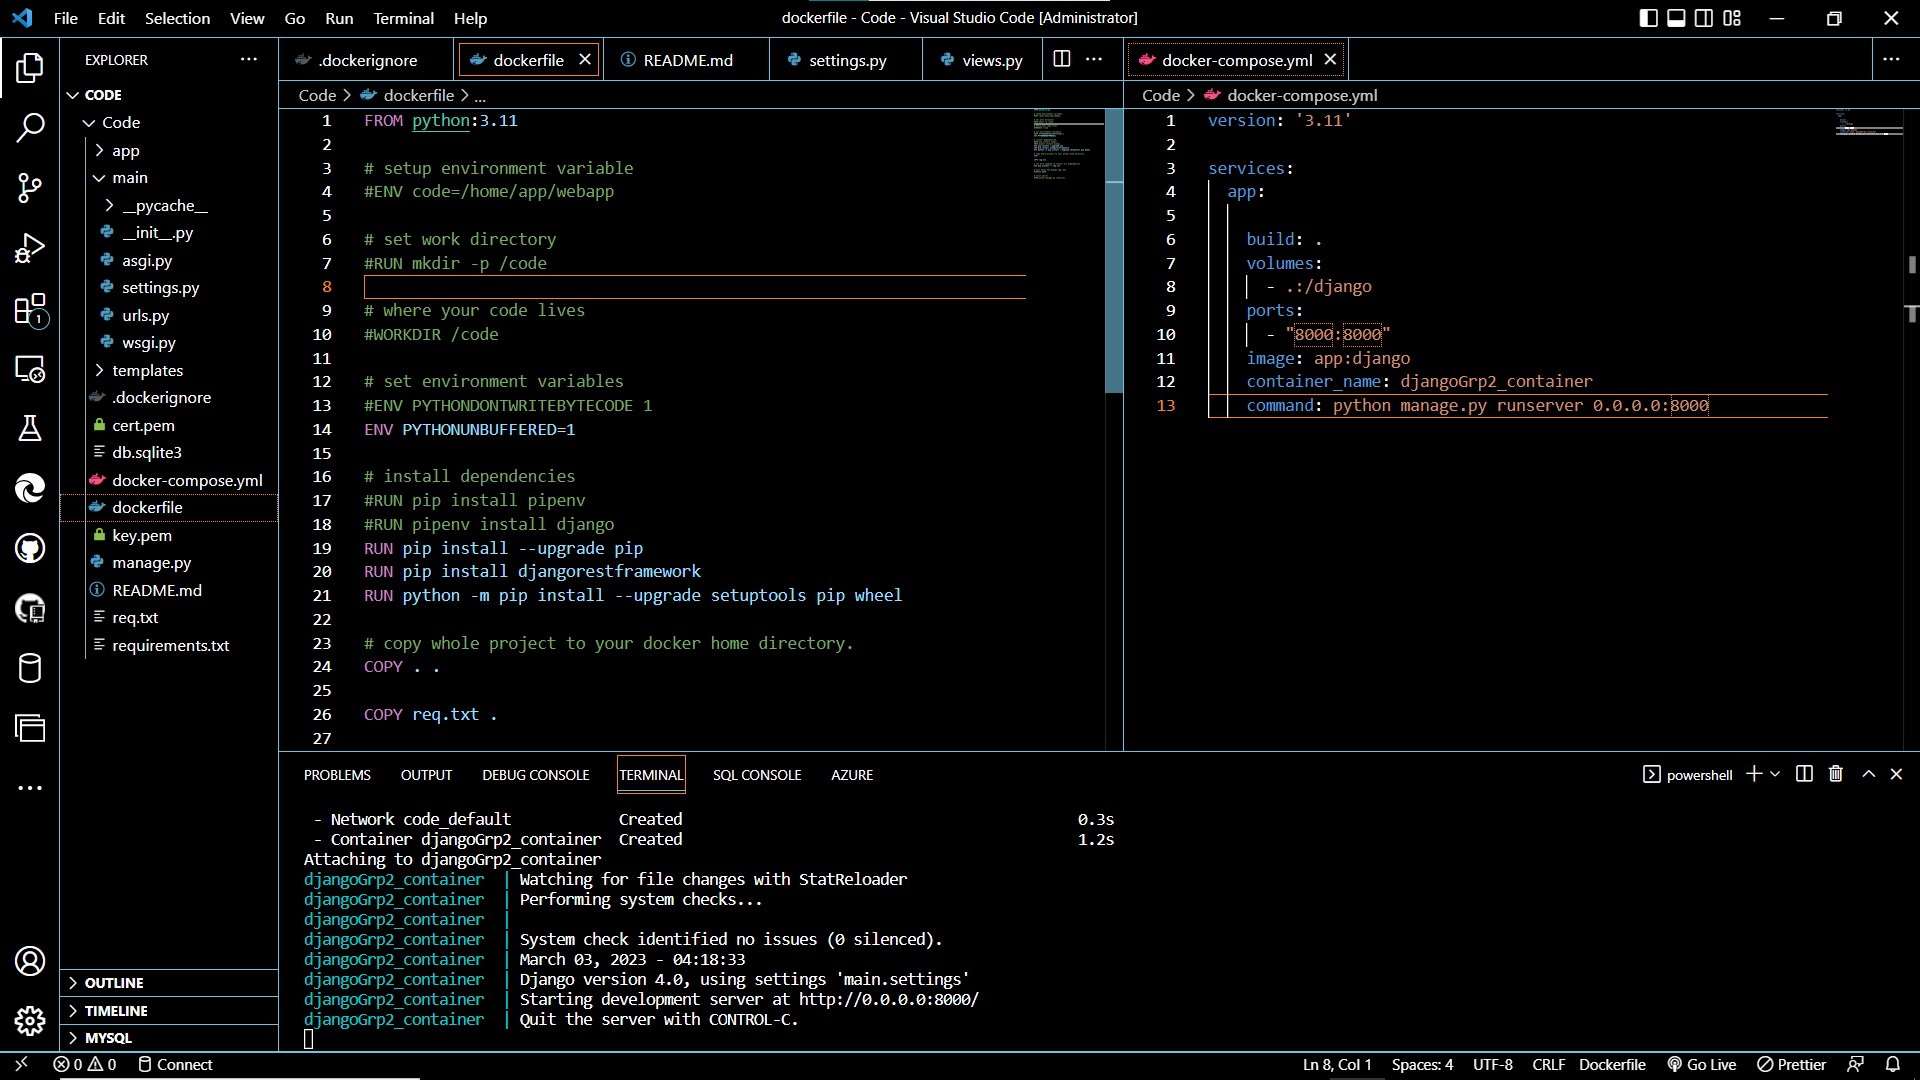 File Edit Selection View Go Run Terminal Help
dockerfile - Code - Visual Studio Code [Administrator]
EXPLORER
CODE
Code
app
main
__pycache__
__init__.py
asgi.py
settings.py
urls.py
wsgi.py
templates
.dockerignore
cert.pem
db.sqlite3
docker-compose.yml
dockerfile
key.pem
manage.py
README.md
req.txt
requirements.txt
OUTLINE
TIMELINE
MYSQL
1
.dockerignore dockerfile README.md settings.py views.py
Code > dockerfile > ...
1 FROM python:3.11
2
3 # setup environment variable
4 #ENV code=/home/app/webapp
5
6 # set work directory
7 #RUN mkdir -p /code
8
9 # where your code lives
10 #WORKDIR /code
11
12 # set environment variables
13 #ENV PYTHONDONTWRITEBYTECODE 1
14 ENV PYTHONUNBUFFERED=1
15
16 # install dependencies
17 #RUN pip install pipenv
18 #RUN pipenv install django
19 RUN pip install --upgrade pip
20 RUN pip install djangorestframework
21 RUN python -m pip install --upgrade setuptools pip wheel
22
23 # copy whole project to your docker home directory.
24 COPY . .
25
26 COPY req.txt .
27
docker-compose.yml
Code > docker-compose.yml
1 version: '3.11'
2
3 services:
4 app:
5
6 build: .
7 volumes:
8 - .:/django
9 ports:
10 - "8000:8000"
11 image: app:django
12 container_name: djangoGrp2_container
13 command: python manage.py runserver 0.0.0.0:8000
PROBLEMS OUTPUT DEBUG CONSOLE TERMINAL SQL CONSOLE AZURE
powershell
- Network code_default Created 0.3s
- Container djangoGrp2_container Created 1.2s
Attaching to djangoGrp2_container
djangoGrp2_container | Watching for file changes with StatReloader
djangoGrp2_container | Performing system checks...
djangoGrp2_container |
djangoGrp2_container | System check identified no issues (0 silenced).
djangoGrp2_container | March 03, 2023 - 04:18:33
djangoGrp2_container | Django version 4.0, using settings 'main.settings'
djangoGrp2_container | Starting development server at http://0.0.0.0:8000/
djangoGrp2_container | Quit the server with CONTROL-C.
0 0 Connect
Ln 8, Col 1 Spaces: 4 UTF-8 CRLF Dockerfile Go Live Prettier